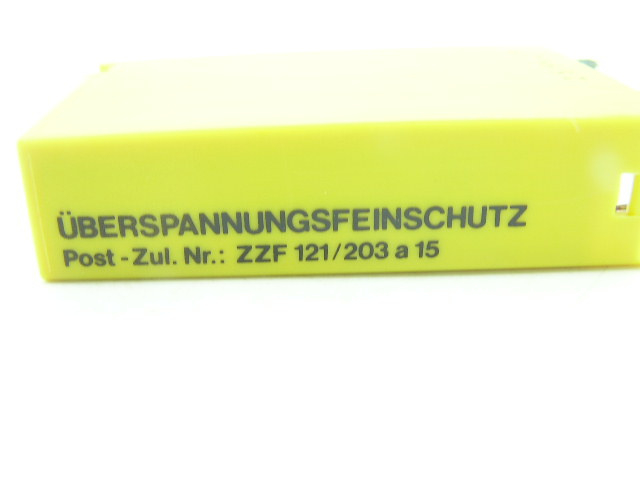 ÜBERSPANNUNGSFEINSCHUTZ
Post - Zul. Nr.: ZZF 121/203 a 15